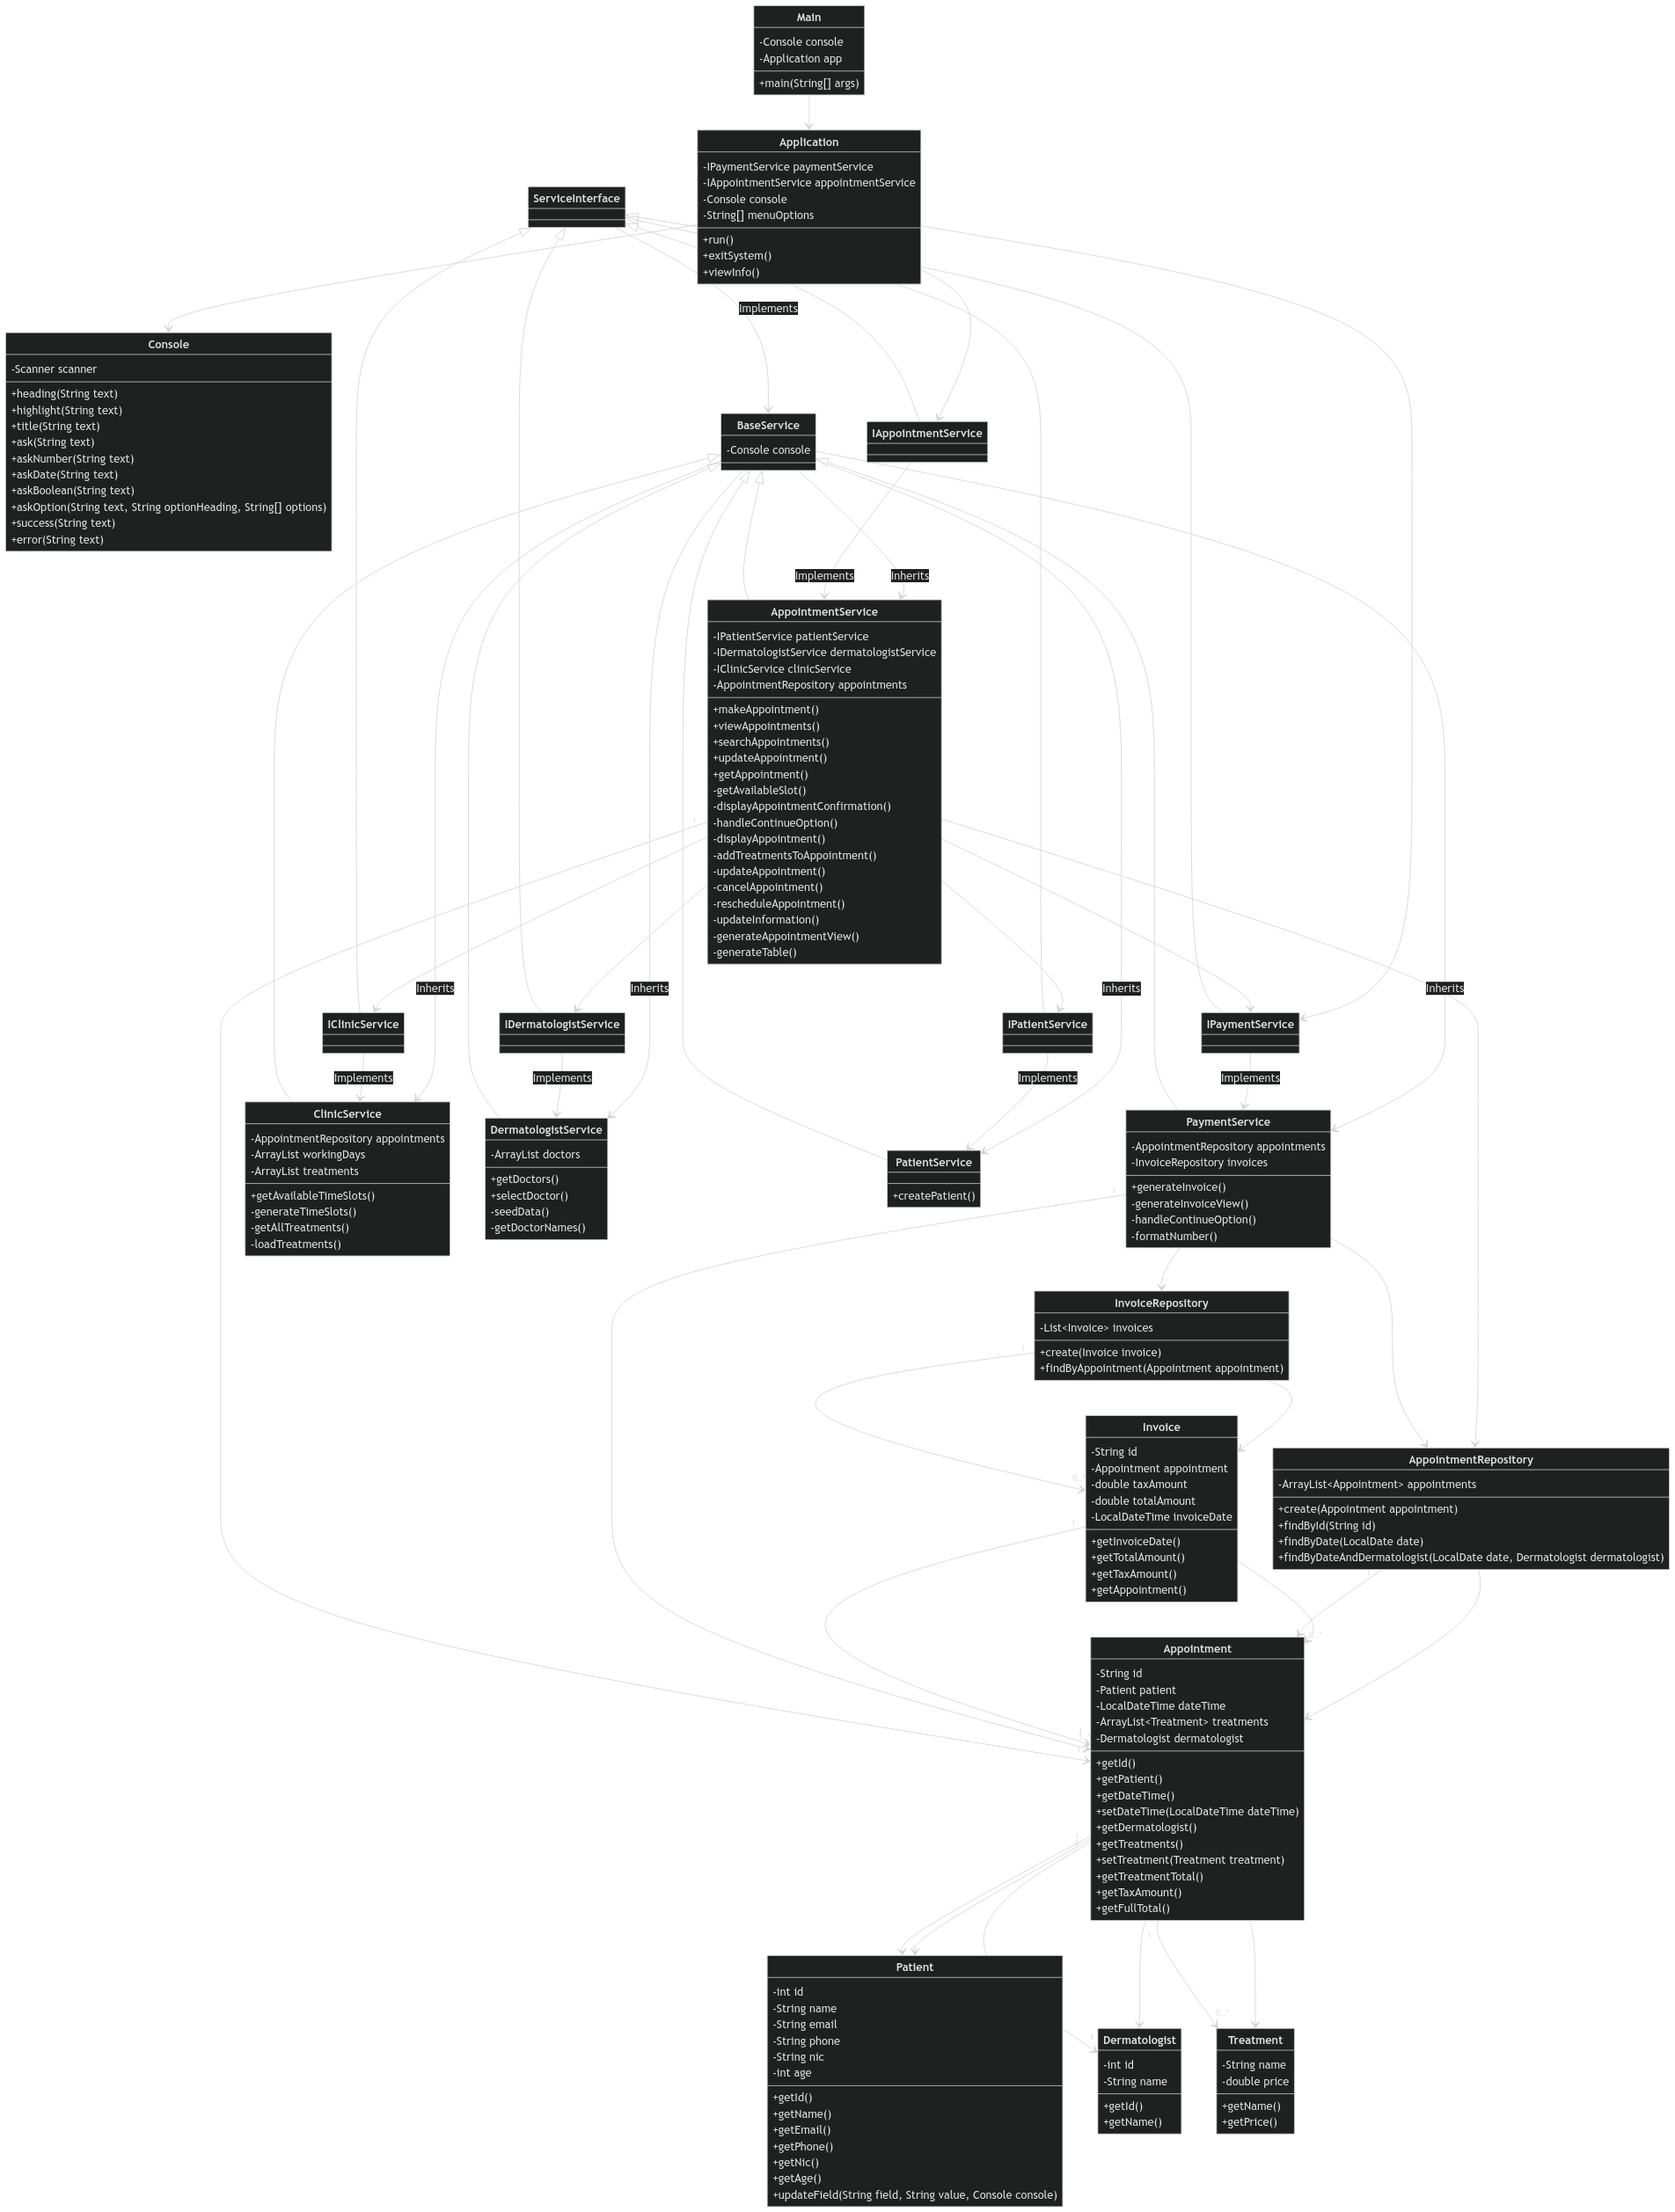 Main
-Console console
-Application app
+main(String[] args)
Application
-IPaymentService paymentService
-IAppointmentService appointmentService
-Console console
-String[] menuOptions
+run()
+exitSystem()
+viewInfo()
ServiceInterface
Implements
Console
-Scanner scanner
+heading(String text)
+highlight(String text)
+title(String text)
+ask(String text)
+askNumber(String text)
+askDate(String text)
+askBoolean(String text)
+askOption(String text, String optionHeading, String[] options)
+success(String text)
+error(String text)
BaseService
-Console console
IAppointmentService
Implements
Inherits
AppointmentService
-IPatientService patientService
-IDermatologistService dermatologistService
-IClinicService clinicService
-AppointmentRepository appointments
+makeAppointment()
+viewAppointments()
+searchAppointments()
+updateAppointment()
+getAppointment()
-getAvailableSlot()
-displayAppointmentConfirmation()
-handleContinueOption()
-displayAppointment()
-addTreatmentsToAppointment()
-updateAppointment()
-cancelAppointment()
-rescheduleAppointment()
-updateInformation()
-generateAppointmentView()
-generateTable()
1
Inherits
Inherits
Inherits
Inherits
IClinicService
IDermatologistService
IPatientService
IPaymentService
Implements
Implements
Implements
Implements
ClinicService
-AppointmentRepository appointments
-ArrayList workingDays
-ArrayList treatments
+getAvailableTimeSlots()
-generateTimeSlots()
-getAllTreatments()
-loadTreatments()
DermatologistService
-ArrayList doctors
+getDoctors()
+selectDoctor()
-seedData()
-getDoctorNames()
PatientService
+createPatient()
PaymentService
-AppointmentRepository appointments
-InvoiceRepository invoices
+generateInvoice()
-generateInvoiceView()
-handleContinueOption()
-formatNumber()
1
InvoiceRepository
-List<Invoice> invoices
+create(Invoice invoice)
+findByAppointment(Appointment appointment)
1
Invoice
-String id
-Appointment appointment
-double taxAmount
-double totalAmount
-LocalDateTime invoiceDate
+getInvoiceDate()
+getTotalAmount()
+getTaxAmount()
+getAppointment()
1
AppointmentRepository
-ArrayList<Appointment> appointments
+create(Appointment appointment)
+findById(String id)
+findByDate(LocalDate date)
+findByDateAndDermatologist(LocalDate date, Dermatologist dermatologist)
1
Appointment
-String id
-Patient patient
-LocalDateTime dateTime
-ArrayList<Treatment> treatments
-Dermatologist dermatologist
+getId()
+getPatient()
+getDateTime()
+setDateTime(LocalDateTime dateTime)
+getDermatologist()
+getTreatments()
+setTreatment(Treatment treatment)
+getTreatmentTotal()
+getTaxAmount()
+getFullTotal()
1
0..*
Patient
-int id
-String name
-String email
-String phone
-String nic
-int age
+getId()
+getName()
+getEmail()
+getPhone()
+getNic()
+getAge()
+updateField(String field, String value, Console console)
Dermatologist
-int id
-String name
+getId()
+getName()
Treatment
-String name
-double price
+getName()
+getPrice()